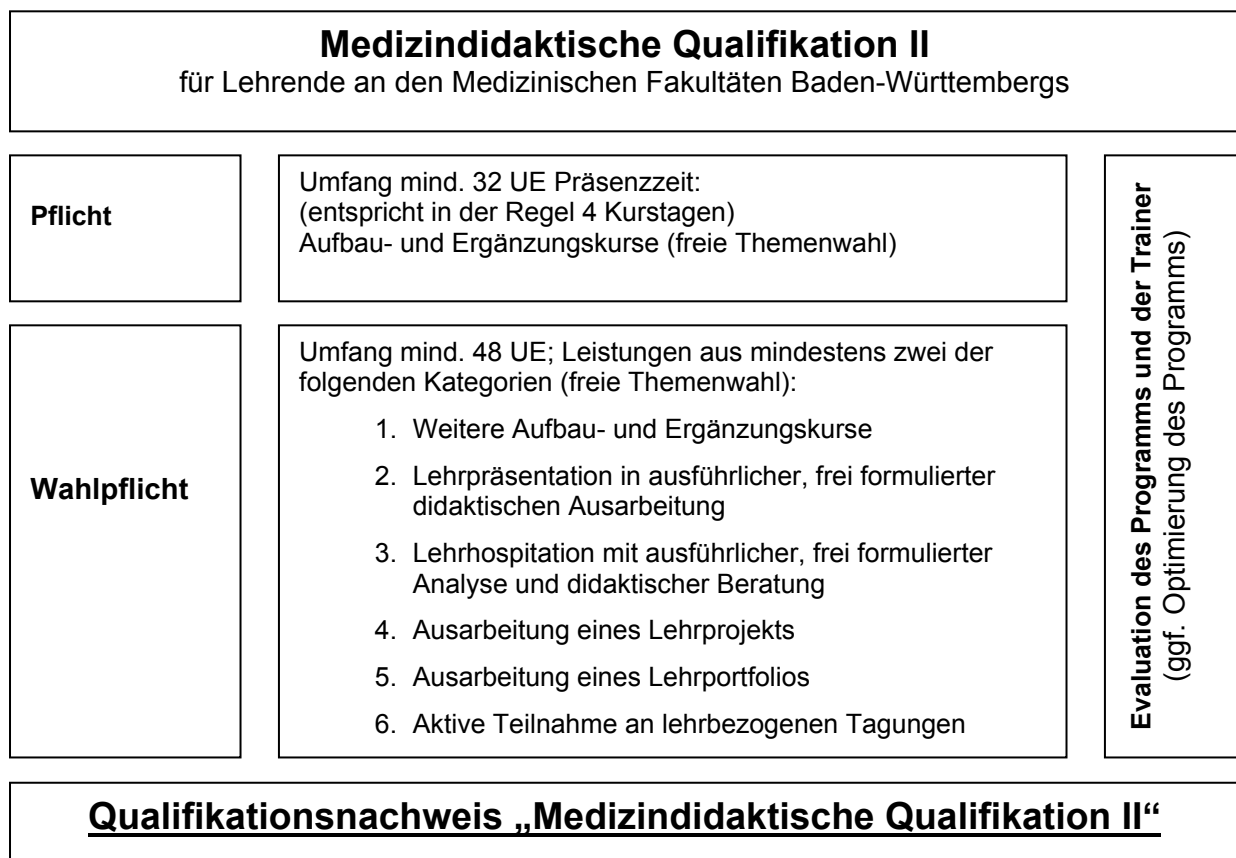 Medizindidaktische Qualifikation II
für Lehrende an den Medizinischen Fakultäten Baden-Württembergs
Pflicht
Umfang mind. 32 UE Präsenzzeit:
(entspricht in der Regel 4 Kurstagen)
Aufbau- und Ergänzungskurse (freie Themenwahl)
Wahlpflicht
Umfang mind. 48 UE; Leistungen aus mindestens zwei der
folgenden Kategorien (freie Themenwahl):
1. Weitere Aufbau- und Ergänzungskurse
2. Lehrpräsentation in ausführlicher, frei formulierter
didaktischen Ausarbeitung
3. Lehrhospitation mit ausführlicher, frei formulierter
Analyse und didaktischer Beratung
4. Ausarbeitung eines Lehrprojekts
5. Ausarbeitung eines Lehrportfolios
6. Aktive Teilnahme an lehrbezogenen Tagungen
Evaluation des Programms und der Trainer
(ggf. Optimierung des Programms)
Qualifikationsnachweis „Medizindidaktische Qualifikation II“